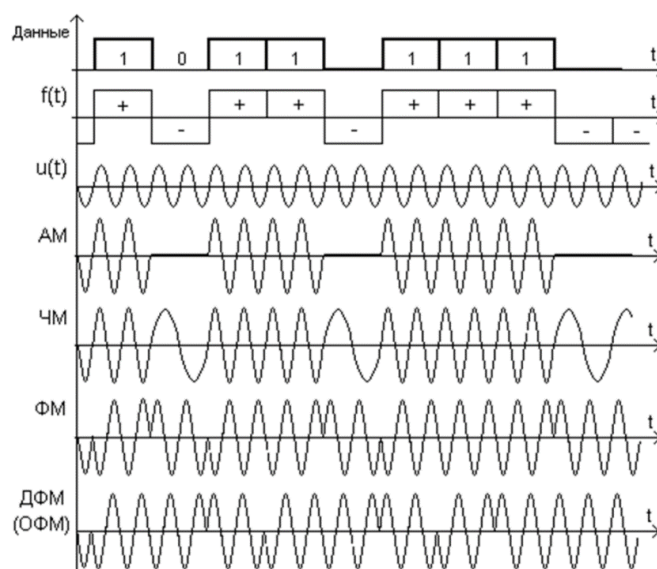 Данные
1 0 1 1 1 1 1 t
f(t)
+ - + + - + + + - - t
u(t) t
АМ t
ЧМ t
ФМ t
ДФМ
(ОФМ) t